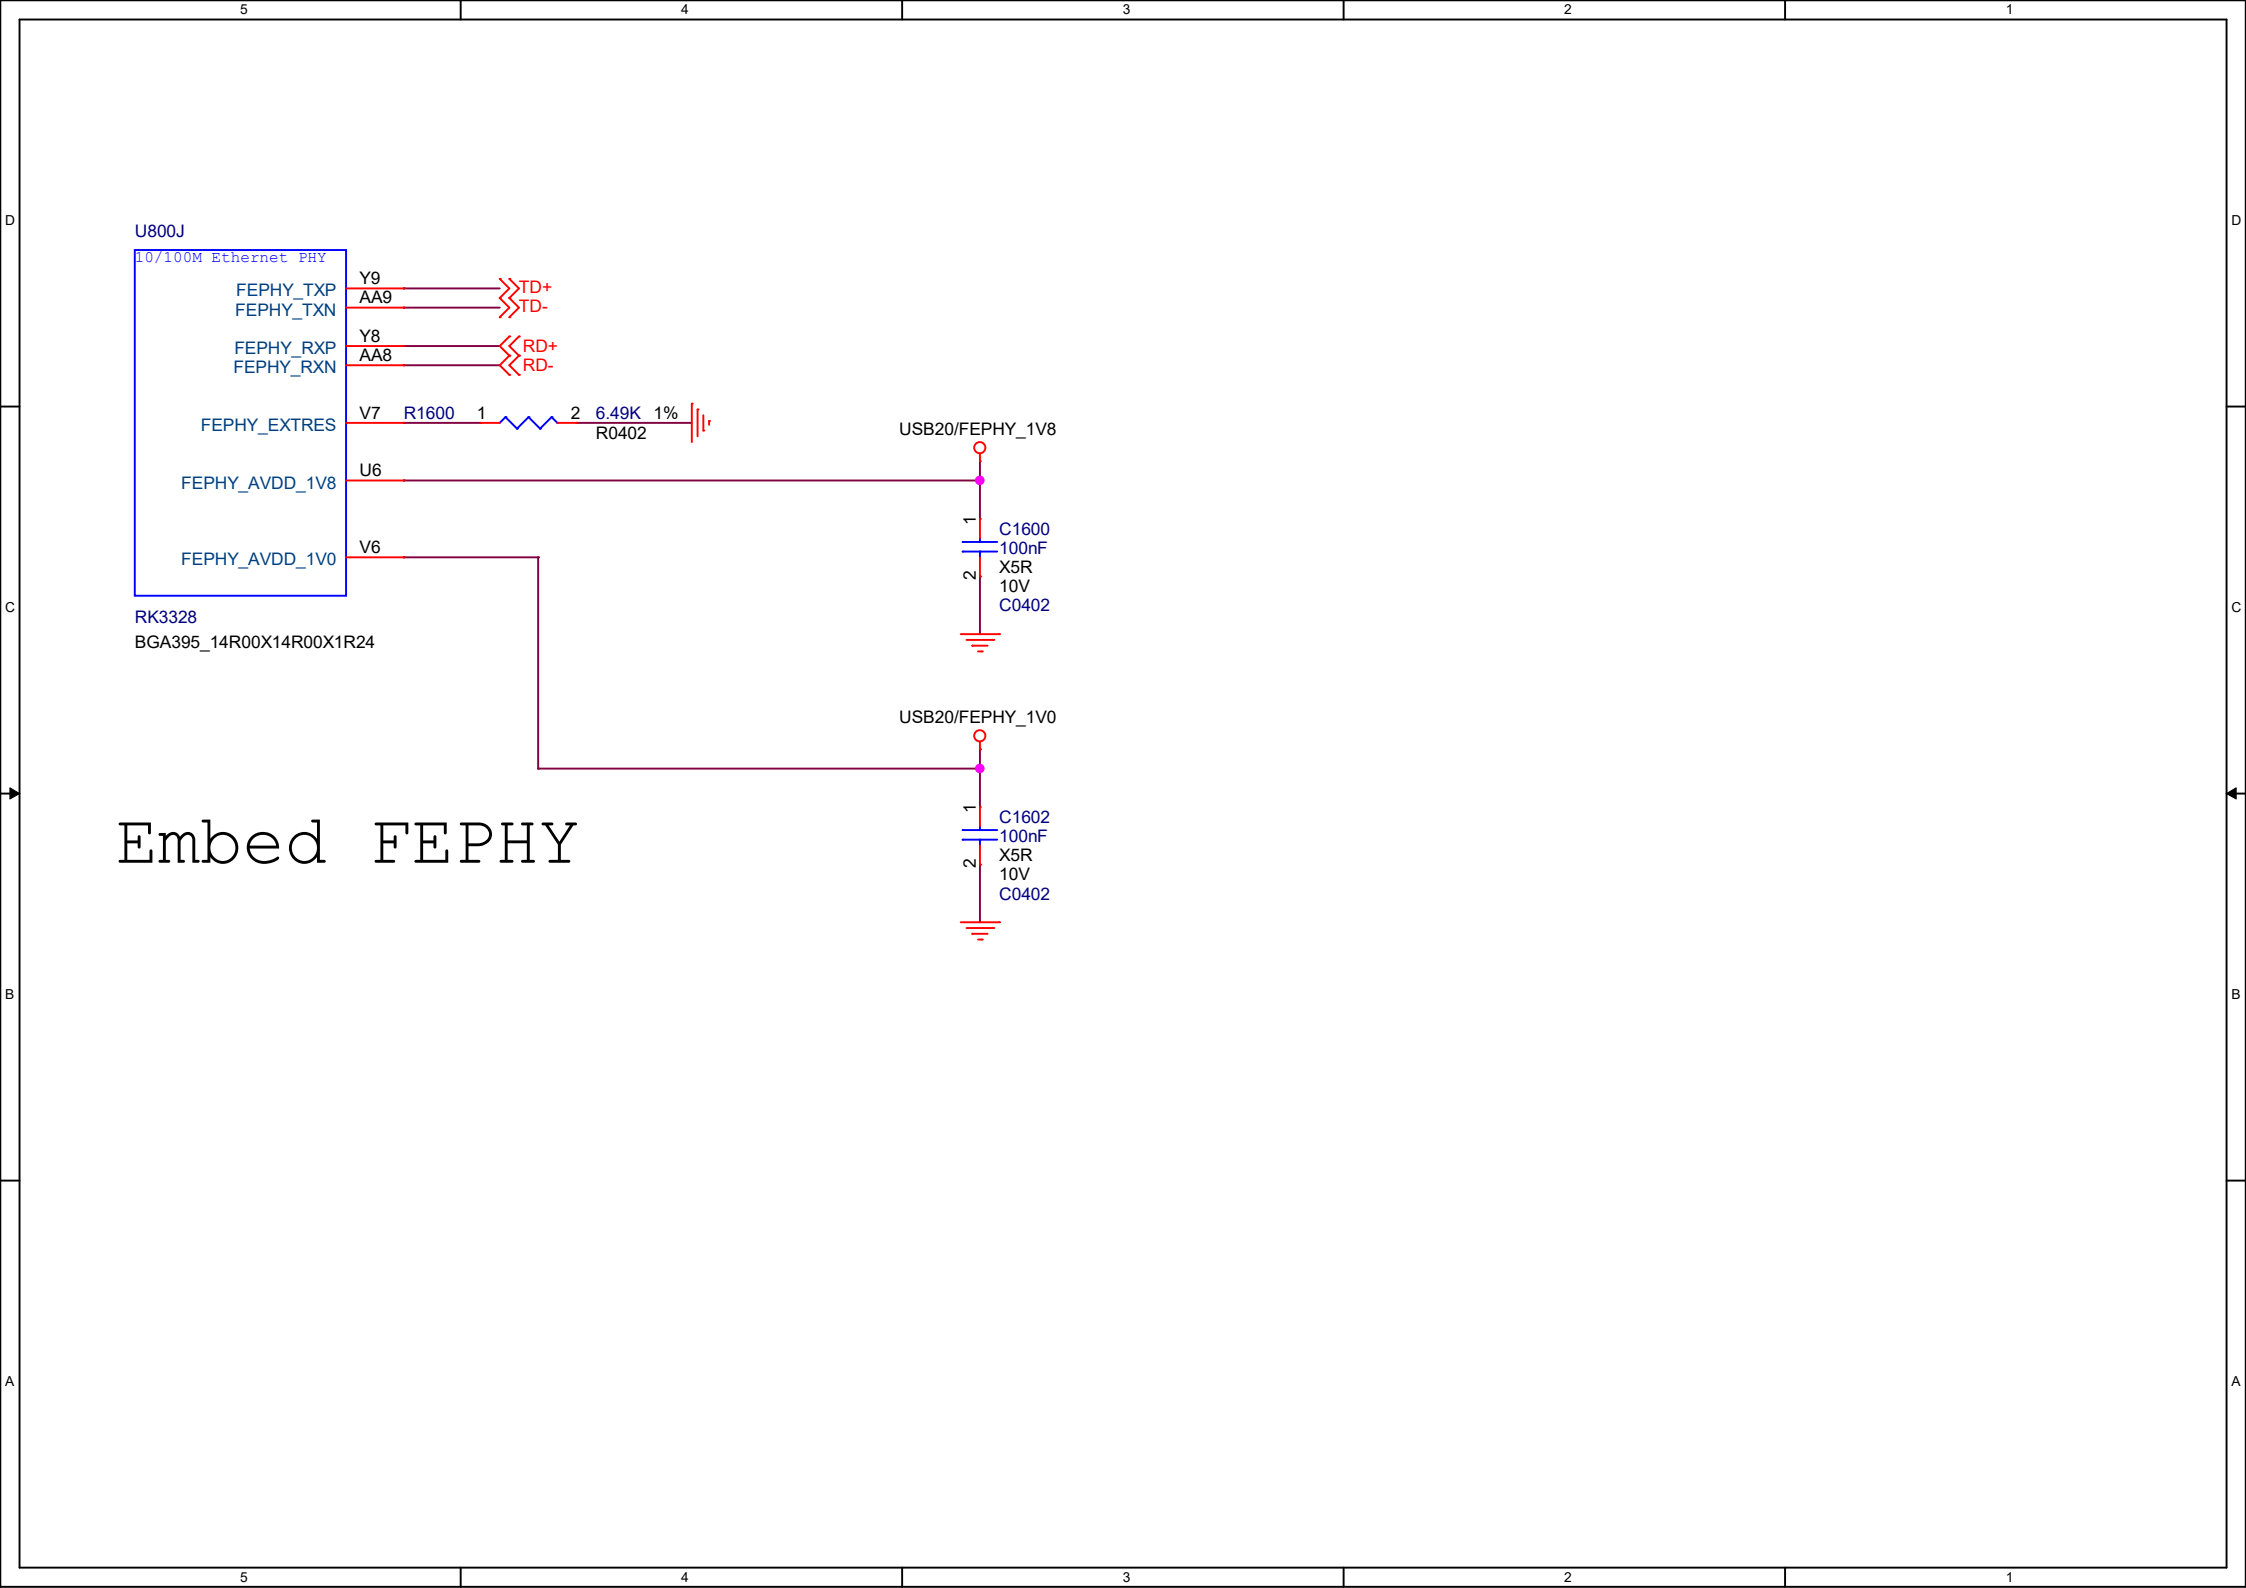 5 4 3 2 1
D D
U800J
10/100M Ethernet PHY
FEPHY_TXP Y9 TD+
FEPHY_TXN AA9 TD-
FEPHY_RXP Y8 RD+
FEPHY_RXN AA8 RD-
FEPHY_EXTRES V7 R1600 1 2 6.49K 1%
R0402
USB20/FEPHY_1V8
FEPHY_AVDD_1V8 U6
1 C1600
100nF
X5R
2 10V
C0402
FEPHY_AVDD_1V0 V6
C C
RK3328
BGA395_14R00X14R00X1R24
USB20/FEPHY_1V0
1 C1602
100nF
X5R
2 10V
C0402
Embed FEPHY
B B
A A
5 4 3 2 1